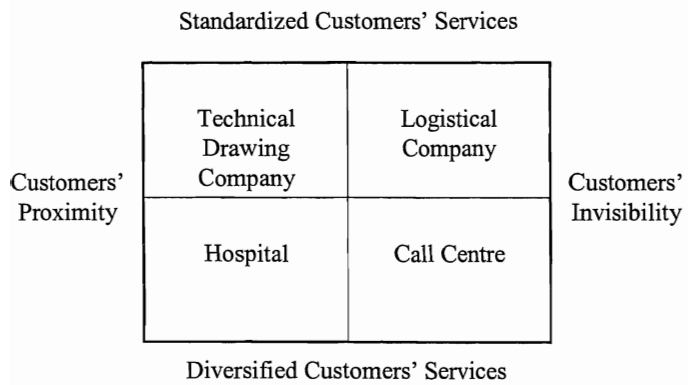 Standardized Customers' Services
Technical
Drawing
Company
Logistical
Company
Customers'
Proximity
Customers'
Invisibility
Hospital
Call Centre
Diversified Customers' Services